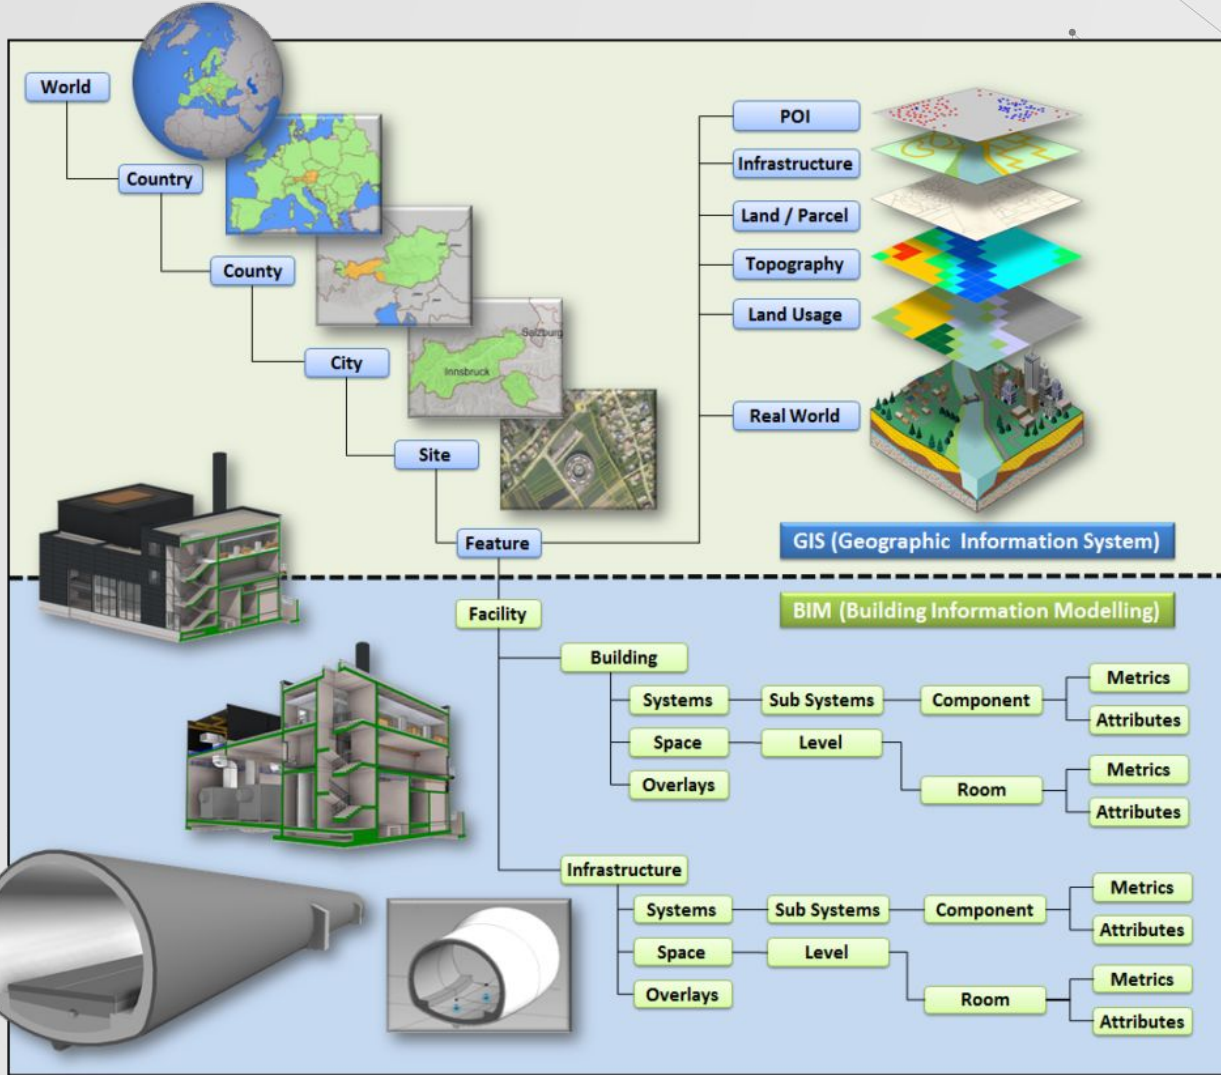 World
Country
County
City
Site
Feature
POI
Infrastructure
Land / Parcel
Topography
Land Usage
Real World
Salzburg
Innsbruck
GIS (Geographic Information System)
BIM (Building Information Modelling)
Facility
Building
Systems
Sub Systems
Component
Metrics
Attributes
Space
Level
Room
Metrics
Attributes
Overlays
Infrastructure
Systems
Sub Systems
Component
Metrics
Attributes
Space
Level
Room
Metrics
Attributes
Overlays